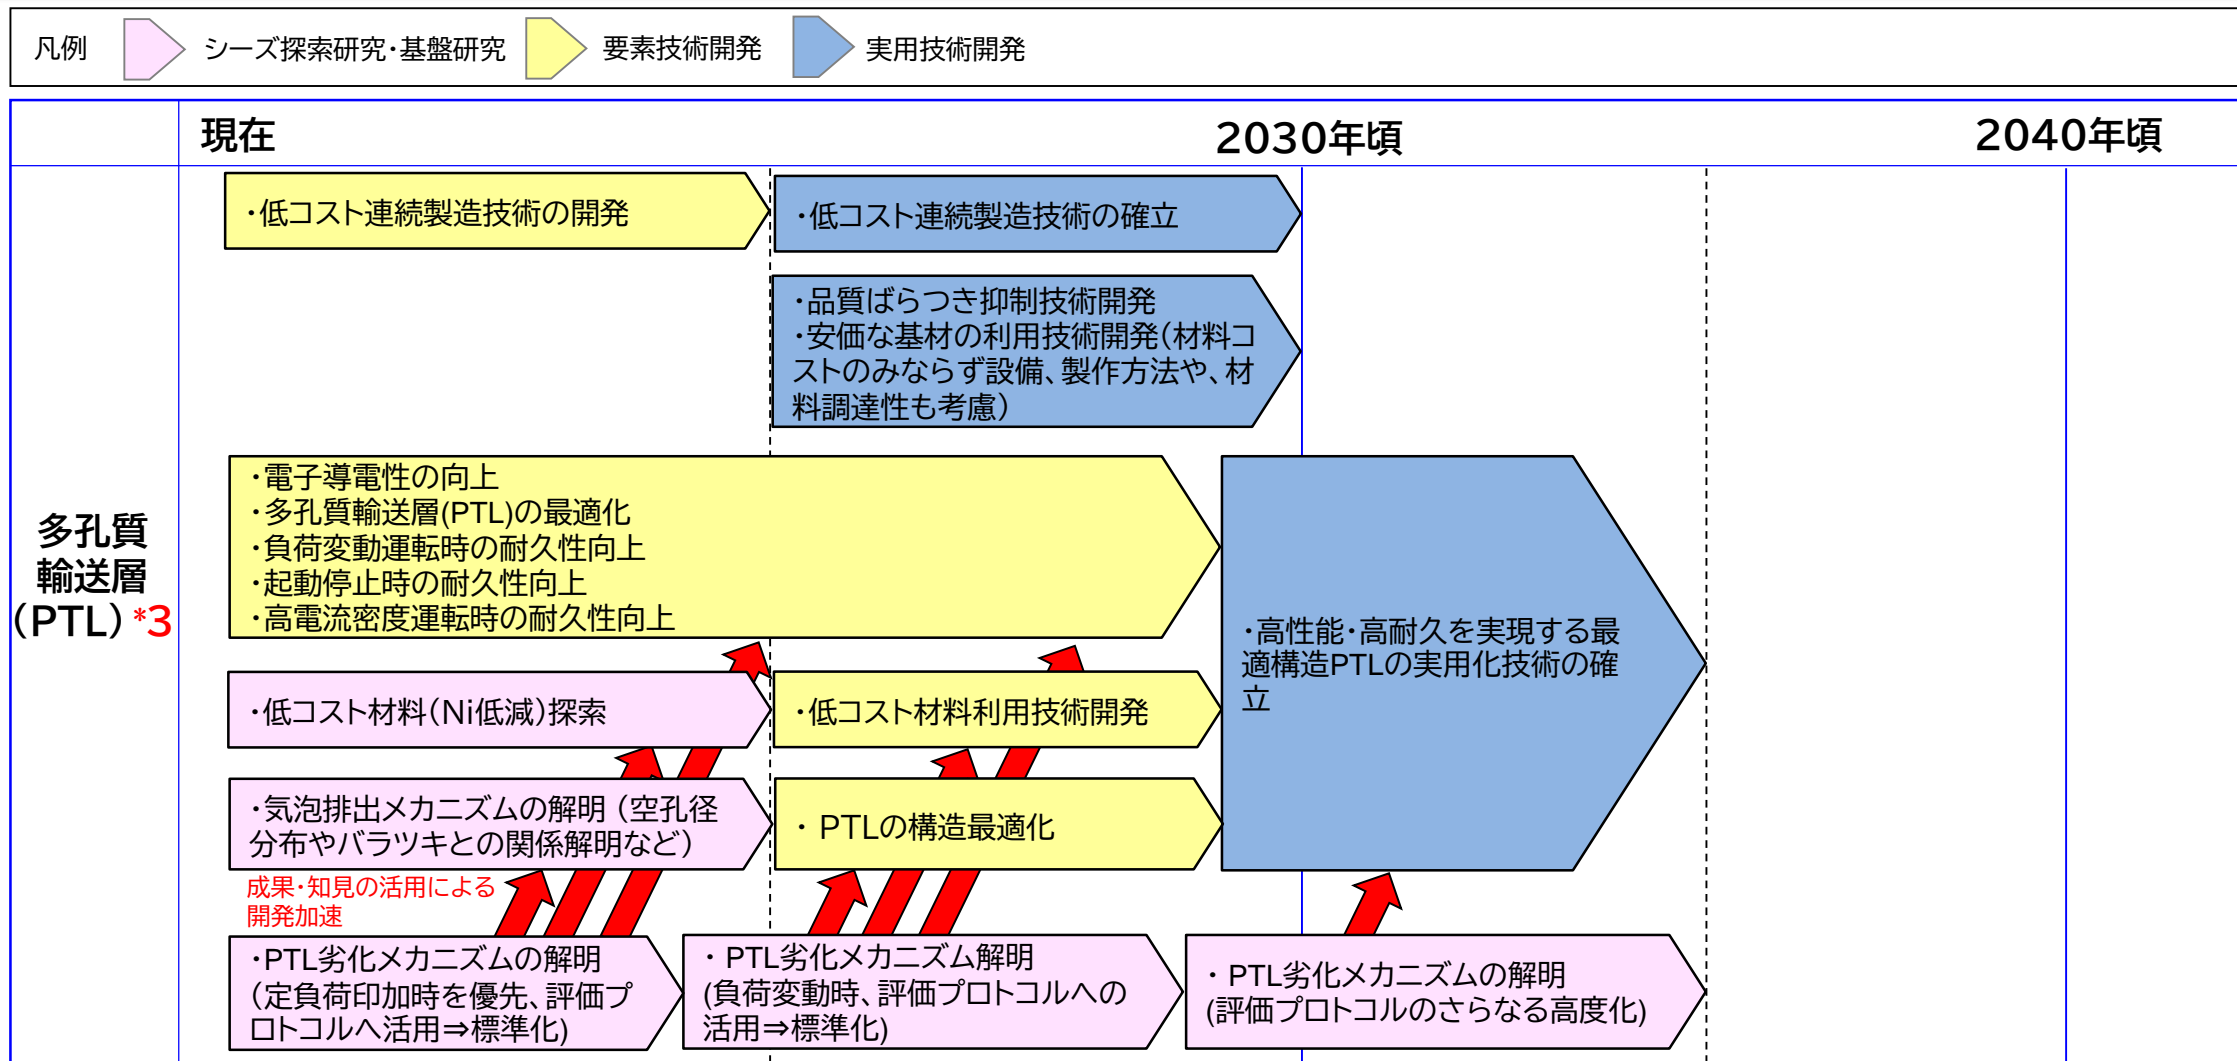 凡例
シーズ探索研究・基盤研究
要素技術開発
実用技術開発
現在
2030年頃
2040年頃
多孔質
輸送層
（PTL）*3
・低コスト連続製造技術の開発
・低コスト連続製造技術の確立
・品質ばらつき抑制技術開発
・安価な基材の利用技術開発（材料コ
ストのみならず設備、製作方法や、材
料調達性も考慮）
・電子導電性の向上
・多孔質輸送層(PTL)の最適化
・負荷変動運転時の耐久性向上
・起動停止時の耐久性向上
・高電流密度運転時の耐久性向上
・高性能・高耐久を実現する最
適構造PTLの実用化技術の確
立
・低コスト材料（Ni低減）探索
・低コスト材料利用技術開発
・気泡排出メカニズムの解明（空孔径
分布やバラツキとの関係解明など）
・ PTLの構造最適化
成果・知見の活用による
開発加速
・PTL劣化メカニズムの解明
（定負荷印加時を優先、評価プ
ロトコルへ活用⇒標準化)
・ PTL劣化メカニズム解明
(負荷変動時、評価プロトコルへの
活用⇒標準化)
・ PTL劣化メカニズムの解明
(評価プロトコルのさらなる高度化)